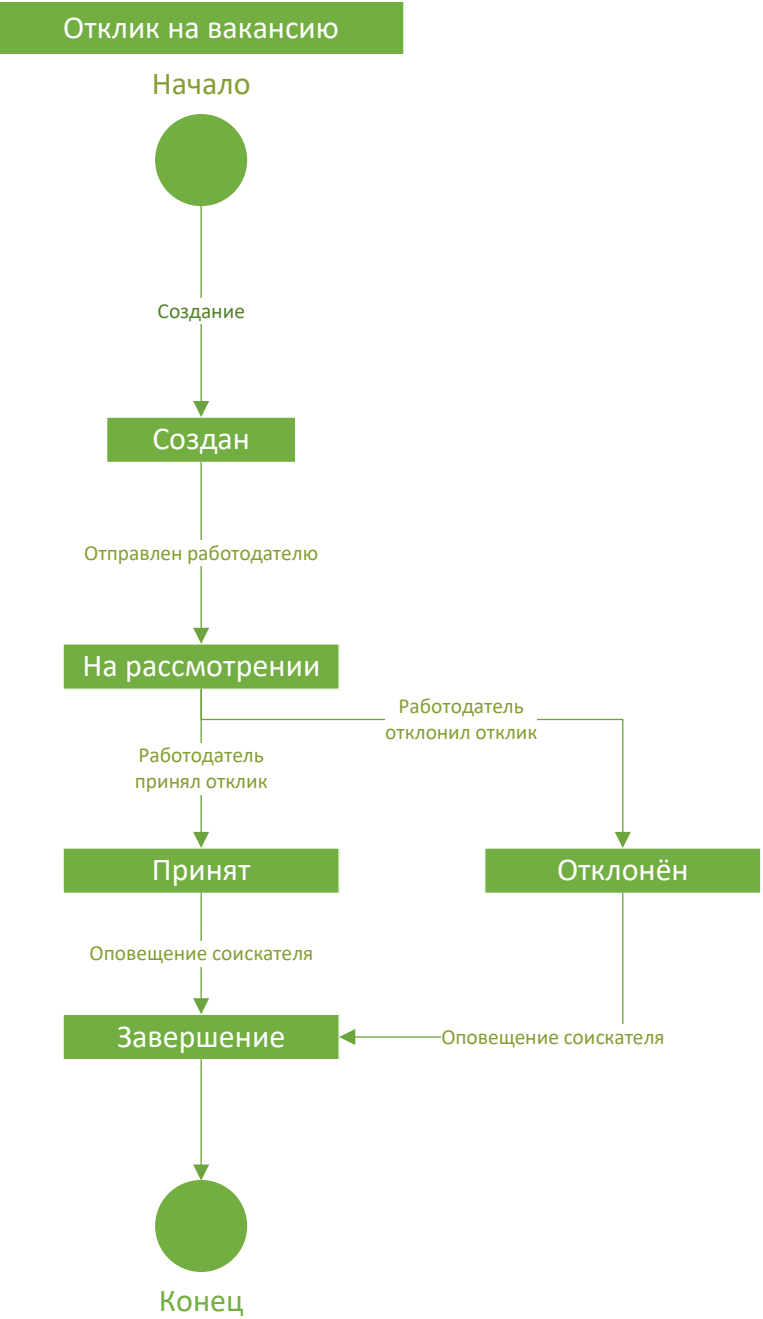 Отклик на вакансию
Начало
Создание
Создан
Отправлен работодателю
На рассмотрении
Работодатель
отклонил отклик
Работодатель
принял отклик
Принят
Отклонён
Оповещение соискателя
Завершение
Оповещение соискателя
Конец